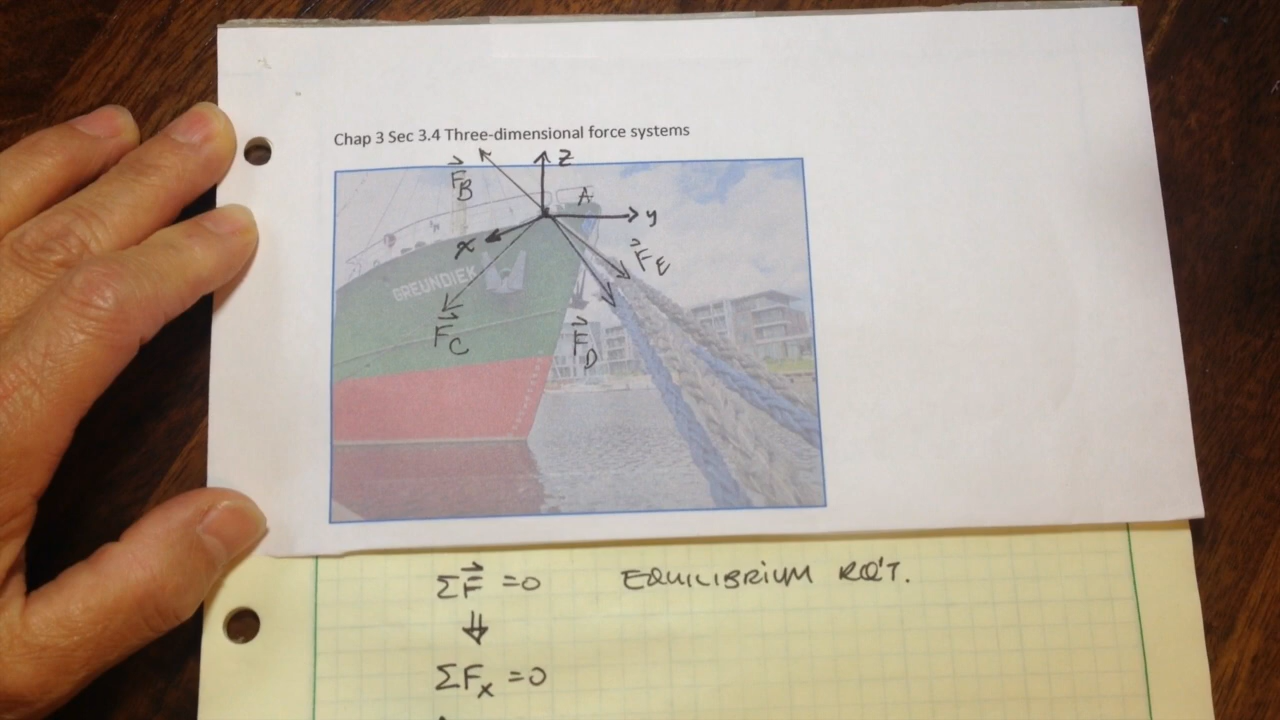 Chap 3 Sec 3.4 Three-dimensional force systems
z
F⃗B
A
y
x
F⃗E
GREUNDIEK
F⃗C
F⃗D
ΣF⃗ =0 EQUILIBRIUM RQ'T.
⇓
ΣFx =0